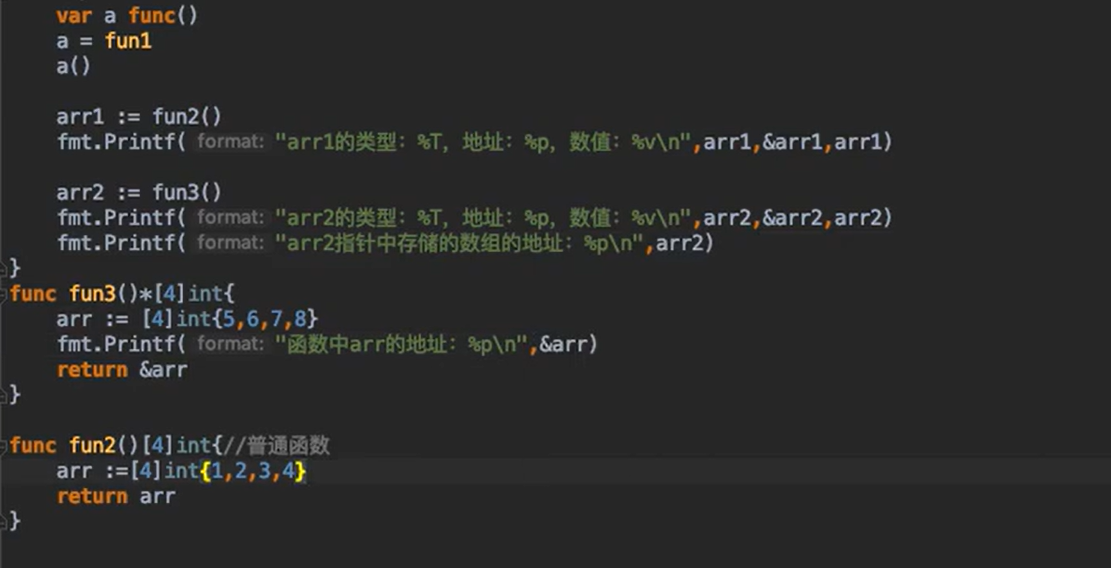 var a func()
a = fun1
a()
arr1 := fun2()
fmt.Printf( format: "arr1的类型：%T，地址：%p，数值：%v\n",arr1,&arr1,arr1)
arr2 := fun3()
fmt.Printf( format: "arr2的类型：%T，地址：%p，数值：%v\n",arr2,&arr2,arr2)
fmt.Printf( format: "arr2指针中存储的数组的地址：%p\n",arr2)
}
func fun3()*[4]int{
arr := [4]int{5,6,7,8}
fmt.Printf( format: "函数中arr的地址：%p\n",&arr)
return &arr
}
func fun2()[4]int{//普通函数
arr :=[4]int{1,2,3,4}
return arr
}